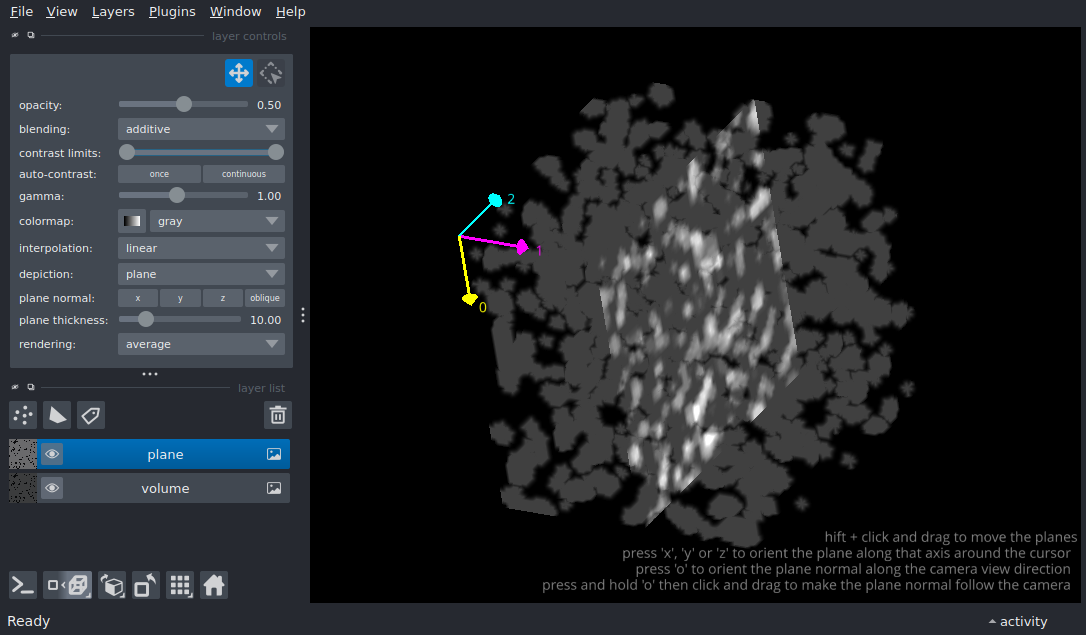 File View Layers Plugins Window Help
layer controls
opacity: 0.50
blending: additive
contrast limits:
auto-contrast: once continuous
gamma: 1.00
colormap: gray
interpolation: linear
depiction: plane
plane normal: x y z oblique
plane thickness: 10.00
rendering: average
layer list
plane
volume
2
1
0
hift + click and drag to move the planes
press 'x', 'y' or 'z' to orient the plane along that axis around the cursor
press 'o' to orient the plane normal along the camera view direction
press and hold 'o' then click and drag to make the plane normal follow the camera
Ready
activity